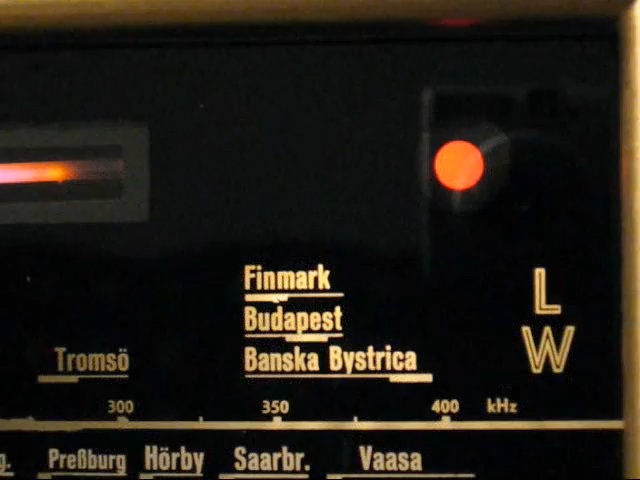 Finmark
L
Budapest
W
Tromsö
Banska Bystrica
300 350 400 kHz
g. Preßburg Hörby Saarbr. Vaasa